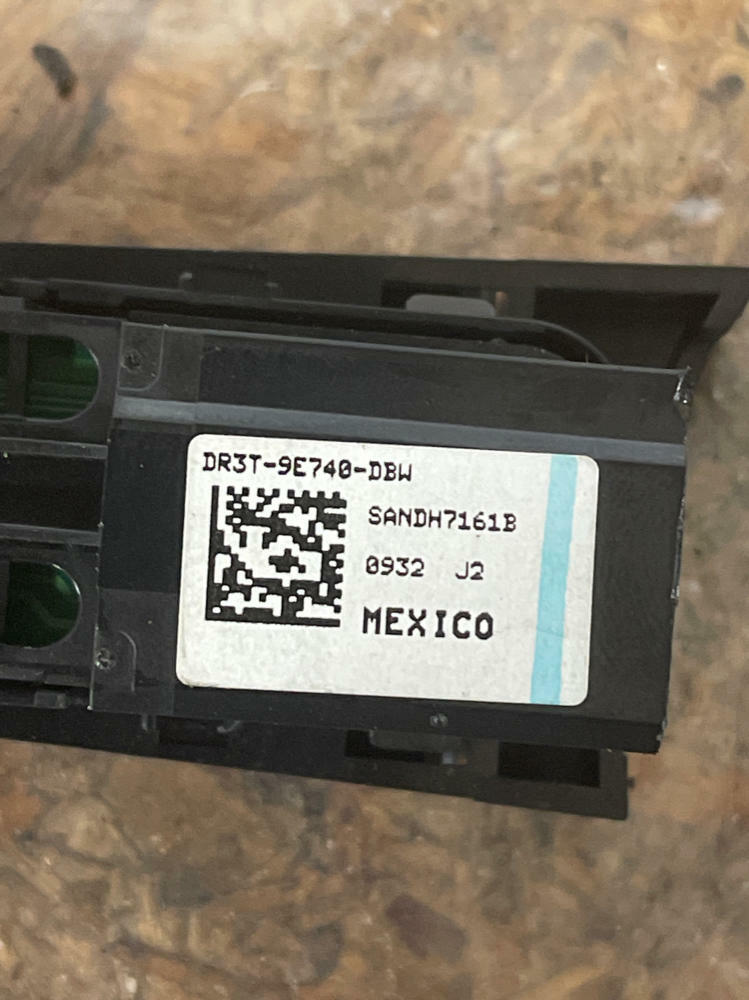 DR3T-9E740-DBW
SANDH7161B
0932 J2
MEXICO